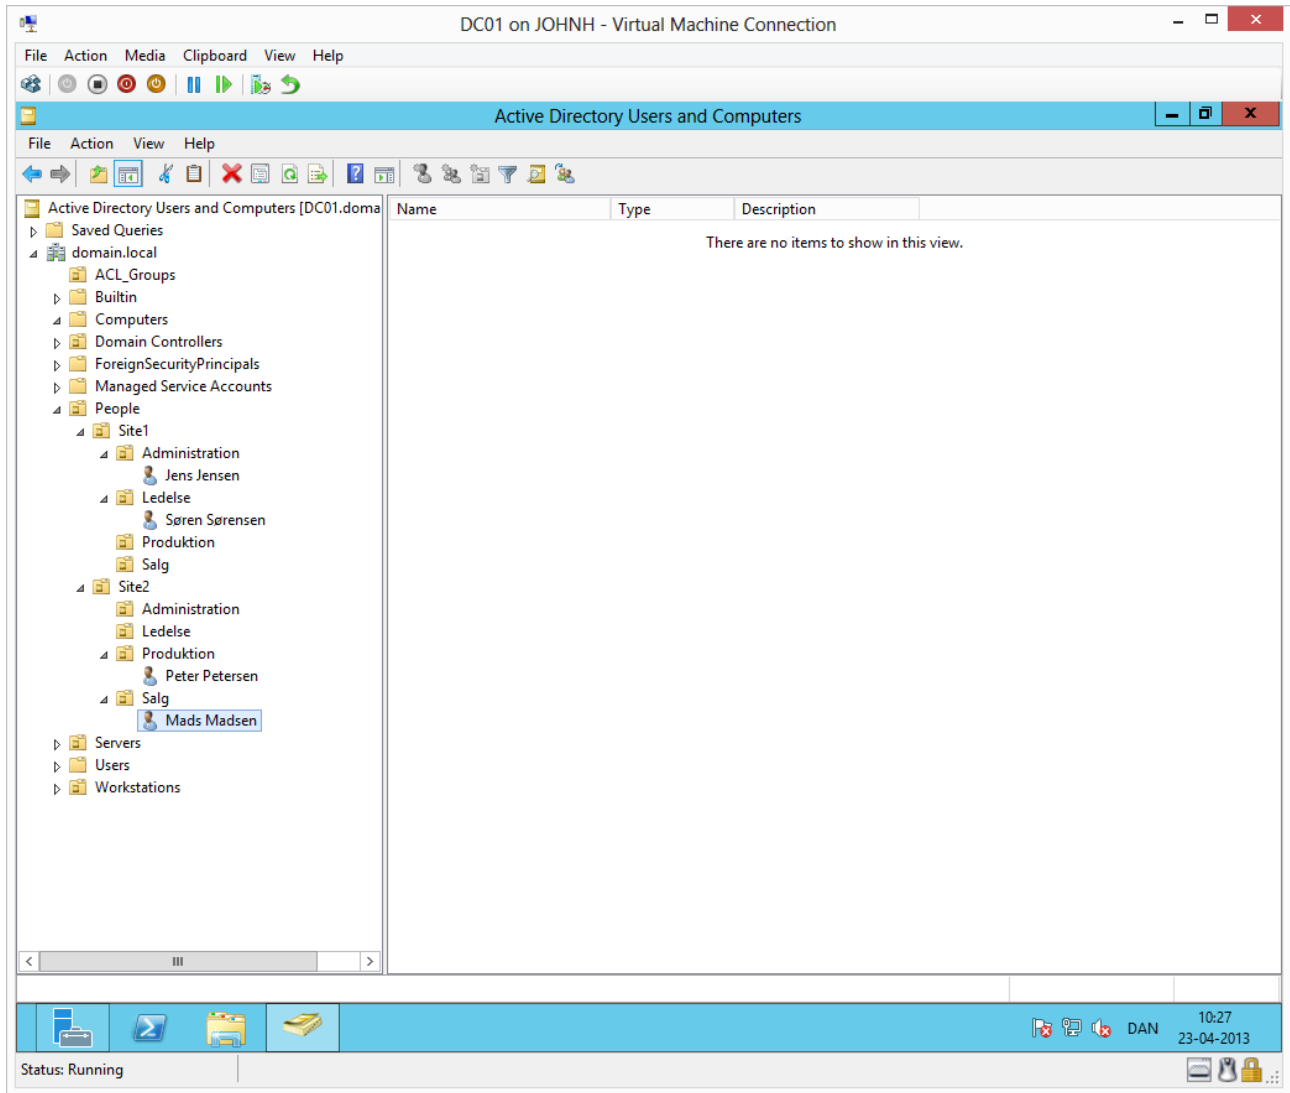 DC01 on JOHNH - Virtual Machine Connection
File Action Media Clipboard View Help
Active Directory Users and Computers
File Action View Help
Active Directory Users and Computers [DC01.doma
Name Type Description
Saved Queries
There are no items to show in this view.
domain.local
ACL_Groups
Builtin
Computers
Domain Controllers
ForeignSecurityPrincipals
Managed Service Accounts
People
Site1
Administration
Jens Jensen
Ledelse
Søren Sørensen
Produktion
Salg
Site2
Administration
Ledelse
Produktion
Peter Petersen
Salg
Mads Madsen
Servers
Users
Workstations
DAN
10:27
23-04-2013
Status: Running